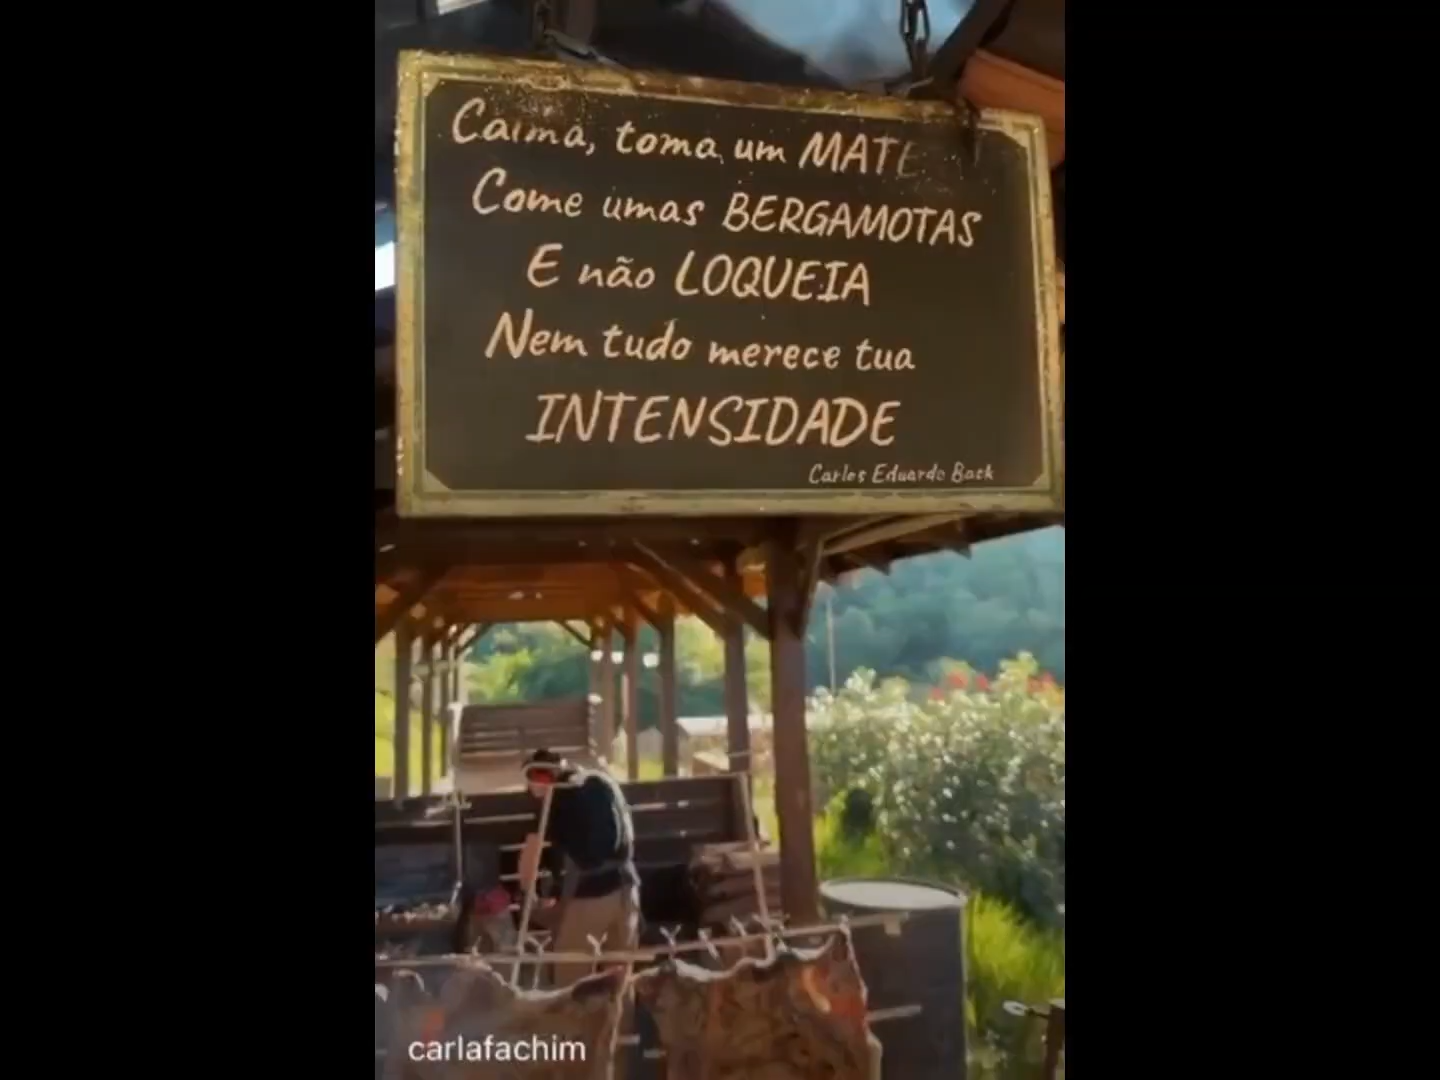 Calma, toma um MATE
Come umas BERGAMOTAS
E não LOQUEIA
Nem tudo merece tua
INTENSIDADE
Carlos Eduardo Back
carlafachim